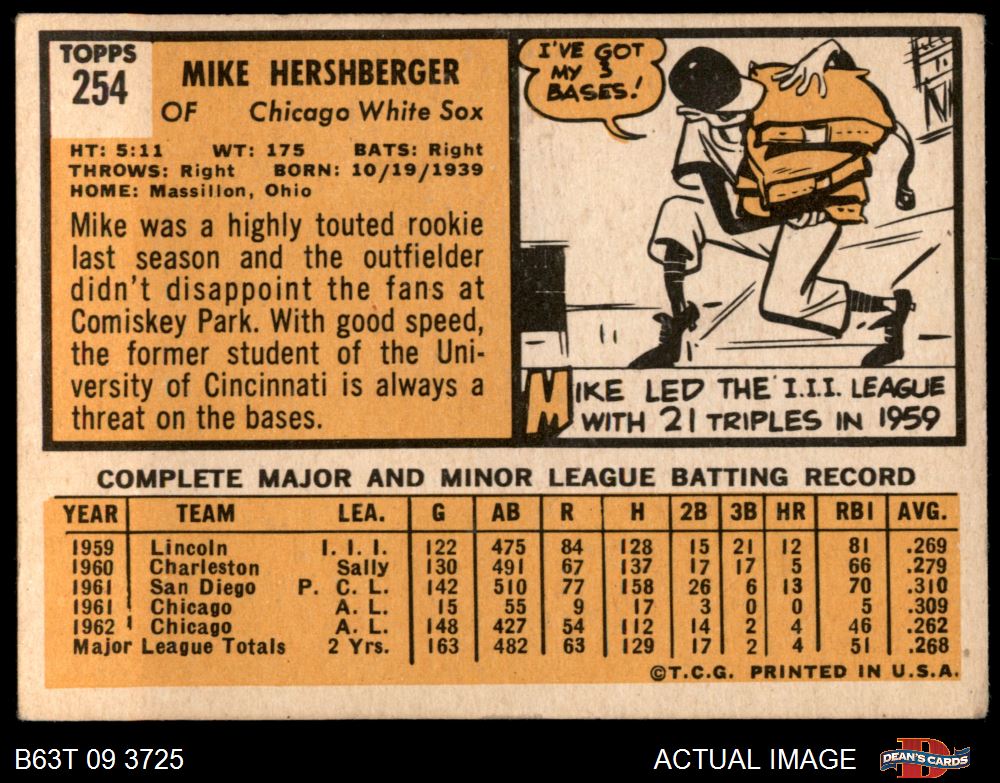 TOPPS
254
MIKE HERSHBERGER
OF Chicago White Sox
HT: 5:11 WT: 175 BATS: Right
THROWS: Right BORN: 10/19/1939
HOME: Massillon, Ohio
Mike was a highly touted rookie
last season and the outfielder
didn't disappoint the fans at
Comiskey Park. With good speed,
the former student of the Uni-
versity of Cincinnati is always a
threat on the bases.
I'VE GOT
MY 3
BASES!
MIKE LED THE I.I.I. LEAGUE
WITH 21 TRIPLES IN 1959
COMPLETE MAJOR AND MINOR LEAGUE BATTING RECORD
YEAR TEAM LEA. G AB R H 2B 3B HR RBI AVG.
1959 Lincoln I. I. I. 122 475 84 128 15 21 12 81 .269
1960 Charleston Sally 130 491 67 137 17 17 5 66 .279
1961 San Diego P. C. L. 142 510 77 158 26 6 13 70 .310
1961 Chicago A. L. 15 55 9 17 3 0 0 5 .309
1962 Chicago A. L. 148 427 54 112 14 2 4 46 .262
Major League Totals 2 Yrs. 163 482 63 129 17 2 4 51 .268
©T.C.G. PRINTED IN U.S.A.
B63T 09 3725 ACTUAL IMAGE DEAN'S CARDS